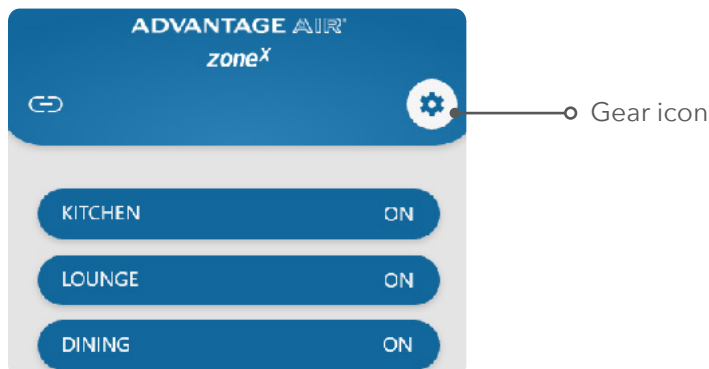 ADVANTAGE AIR
zoneX
Gear icon
KITCHEN ON
LOUNGE ON
DINING ON